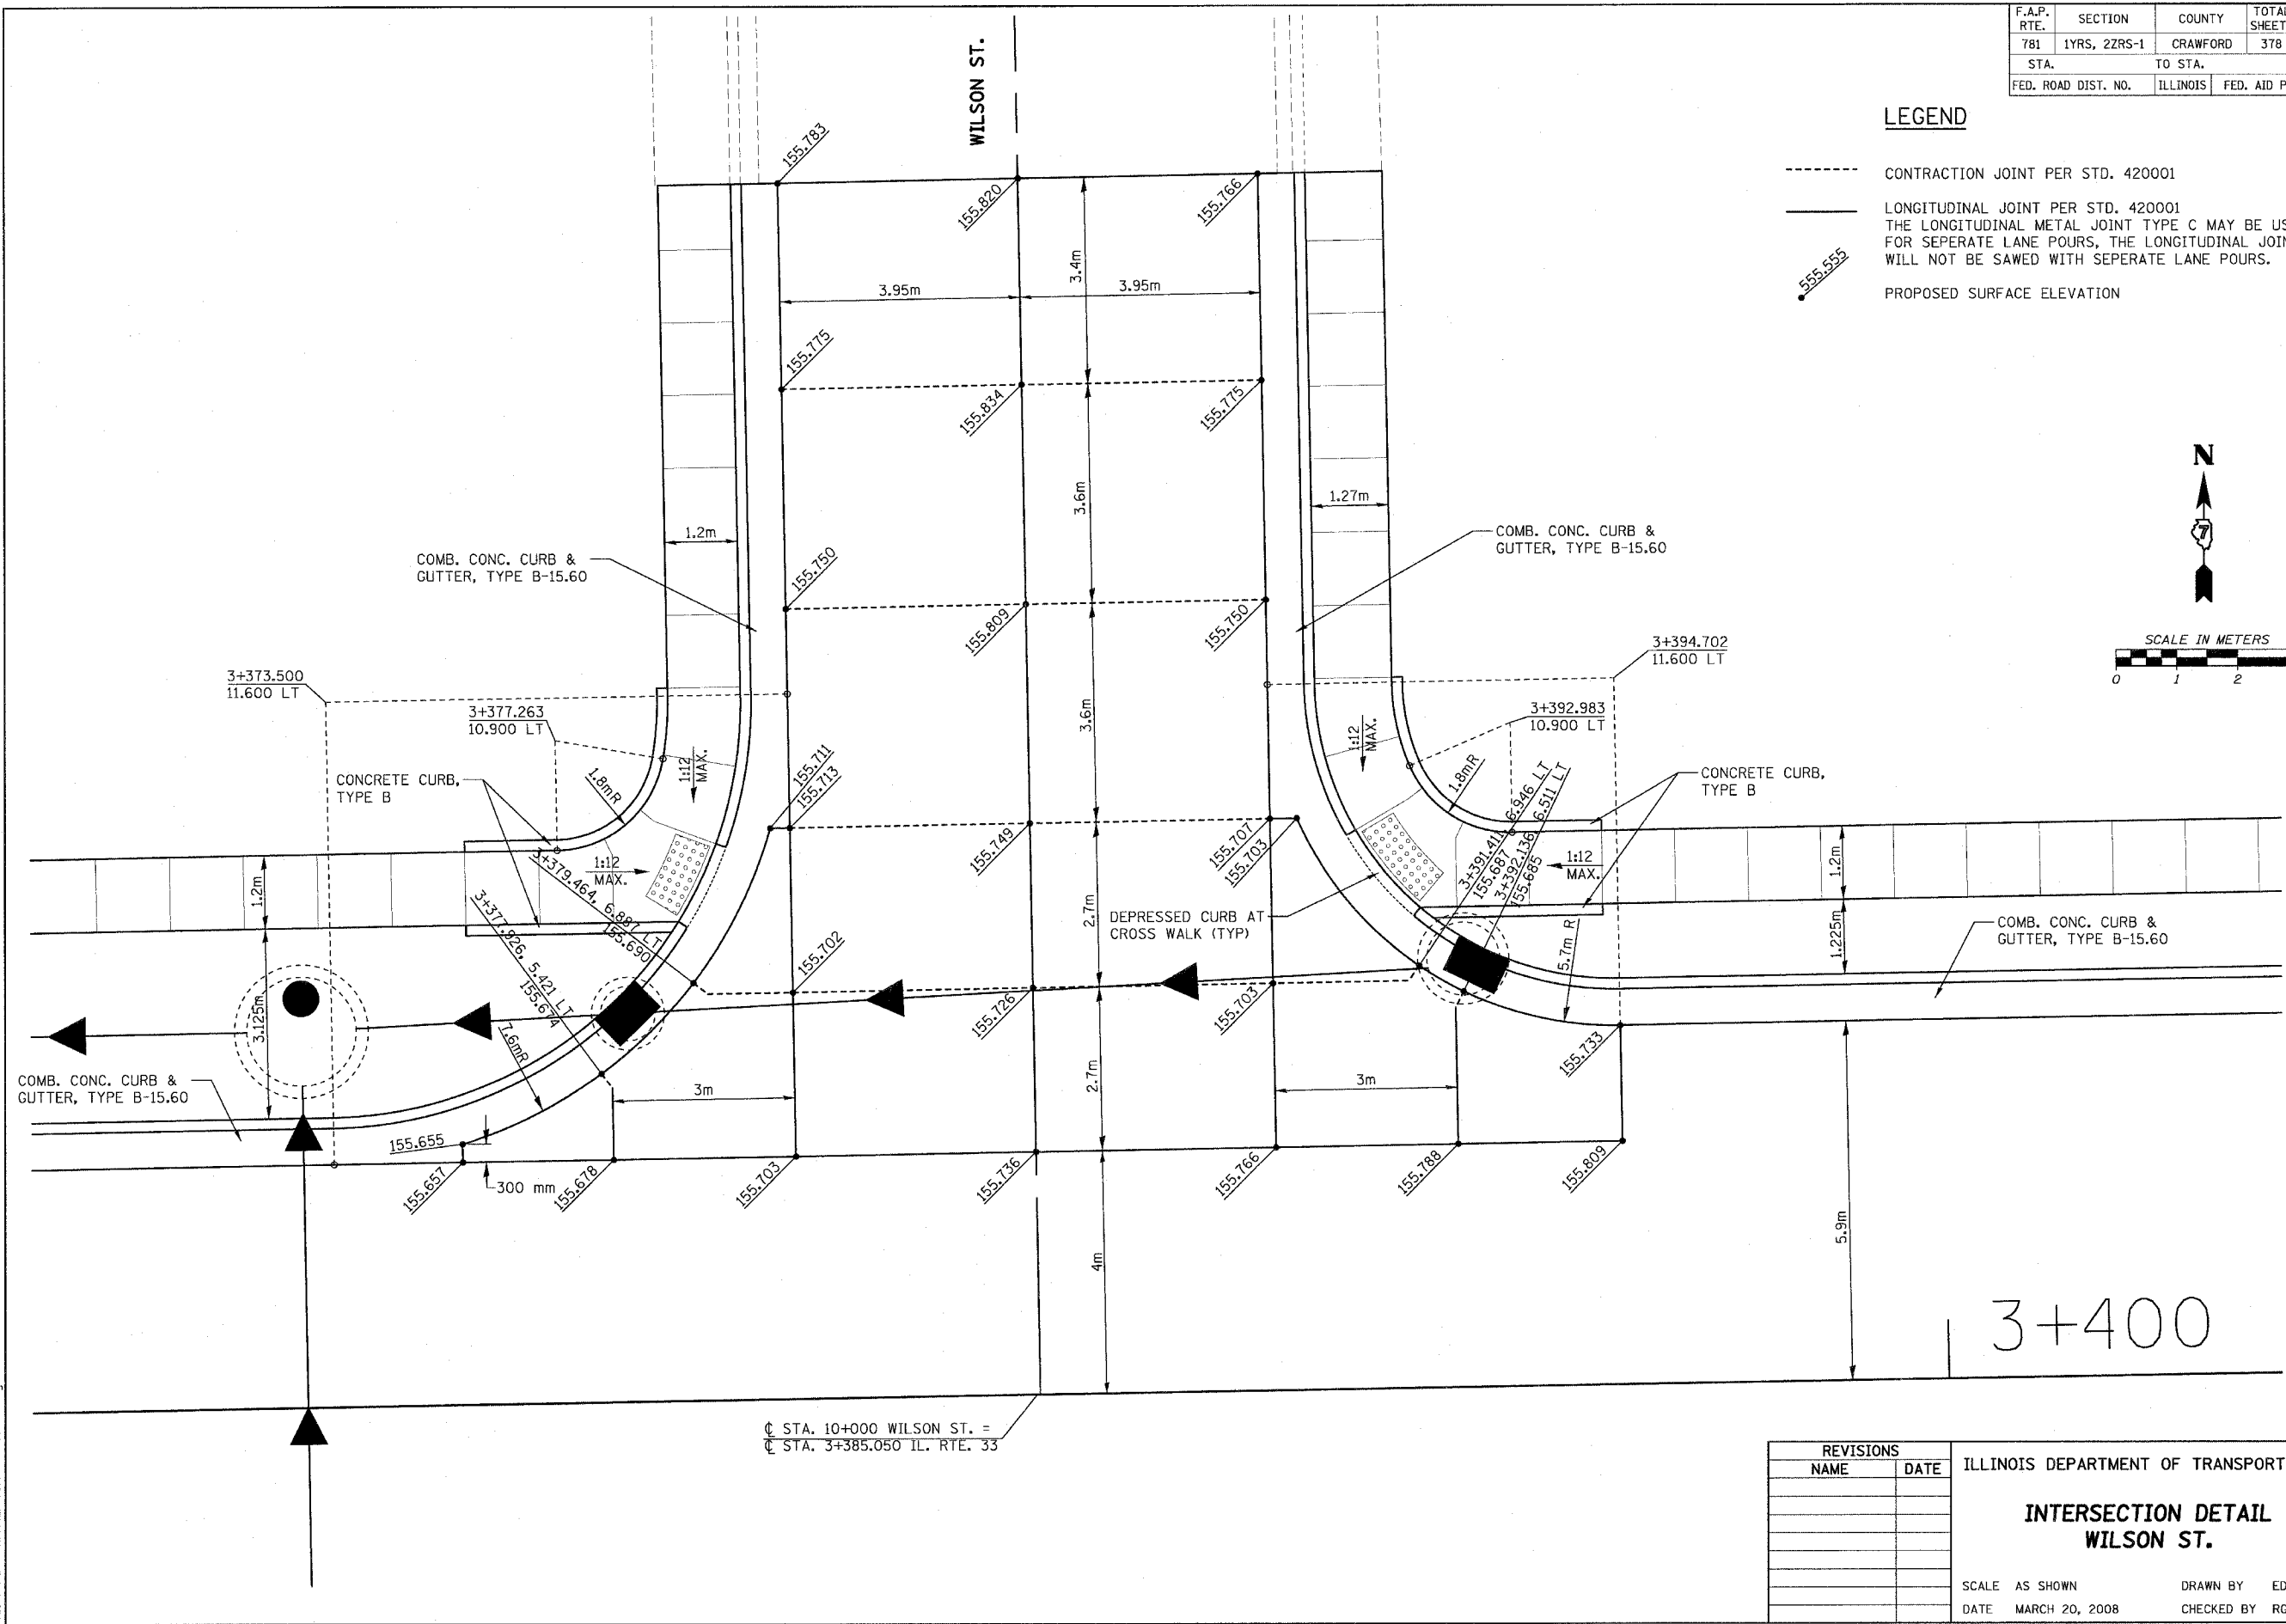 F.A.P. RTE. SECTION COUNTY TOTAL SHEET
781 1YRS, 2ZRS-1 CRAWFORD 378
STA. TO STA.
FED. ROAD DIST. NO. ILLINOIS FED. AID P
LEGEND
CONTRACTION JOINT PER STD. 420001
LONGITUDINAL JOINT PER STD. 420001
THE LONGITUDINAL METAL JOINT TYPE C MAY BE US
FOR SEPERATE LANE POURS, THE LONGITUDINAL JOIN
WILL NOT BE SAWED WITH SEPERATE LANE POURS.
555.555
PROPOSED SURFACE ELEVATION
WILSON ST.
155.783
155.820
155.766
3.4m
3.95m
3.95m
155.775
155.834
155.775
N
7
3.6m
1.2m
1.27m
COMB. CONC. CURB &
GUTTER, TYPE B-15.60
COMB. CONC. CURB &
GUTTER, TYPE B-15.60
155.750
155.809
155.750
SCALE IN METERS
0 1 2
3+373.500
11.600 LT
3+394.702
11.600 LT
3+377.263
10.900 LT
3+392.983
10.900 LT
3.6m
1:12
MAX.
1:12
MAX.
CONCRETE CURB,
TYPE B
CONCRETE CURB,
TYPE B
1.8mR
1.8mR
155.711
155.713
155.749
155.707
155.703
3+391.411, 6.946 LT
155.687
3+392.136, 6.511 LT
155.685
1:12
MAX.
1:12
MAX.
1.2m
1.2m
3+379.464, 6.887 LT
155.690
3+377.926, 5.421 LT
155.674
2.7m
DEPRESSED CURB AT
CROSS WALK (TYP)
155.702
155.726
155.703
5.7m R
1.225m
COMB. CONC. CURB &
GUTTER, TYPE B-15.60
3.125m
7.6mR
155.733
COMB. CONC. CURB &
GUTTER, TYPE B-15.60
3m
2.7m
3m
155.655
155.657
300 mm
155.678
155.703
155.736
155.766
155.788
155.809
4m
5.9m
3+400
℄ STA. 10+000 WILSON ST. =
℄ STA. 3+385.050 IL. RTE. 33
REVISIONS
NAME DATE
ILLINOIS DEPARTMENT OF TRANSPORT
INTERSECTION DETAIL
WILSON ST.
SCALE AS SHOWN DRAWN BY ED
DATE MARCH 20, 2008 CHECKED BY RG